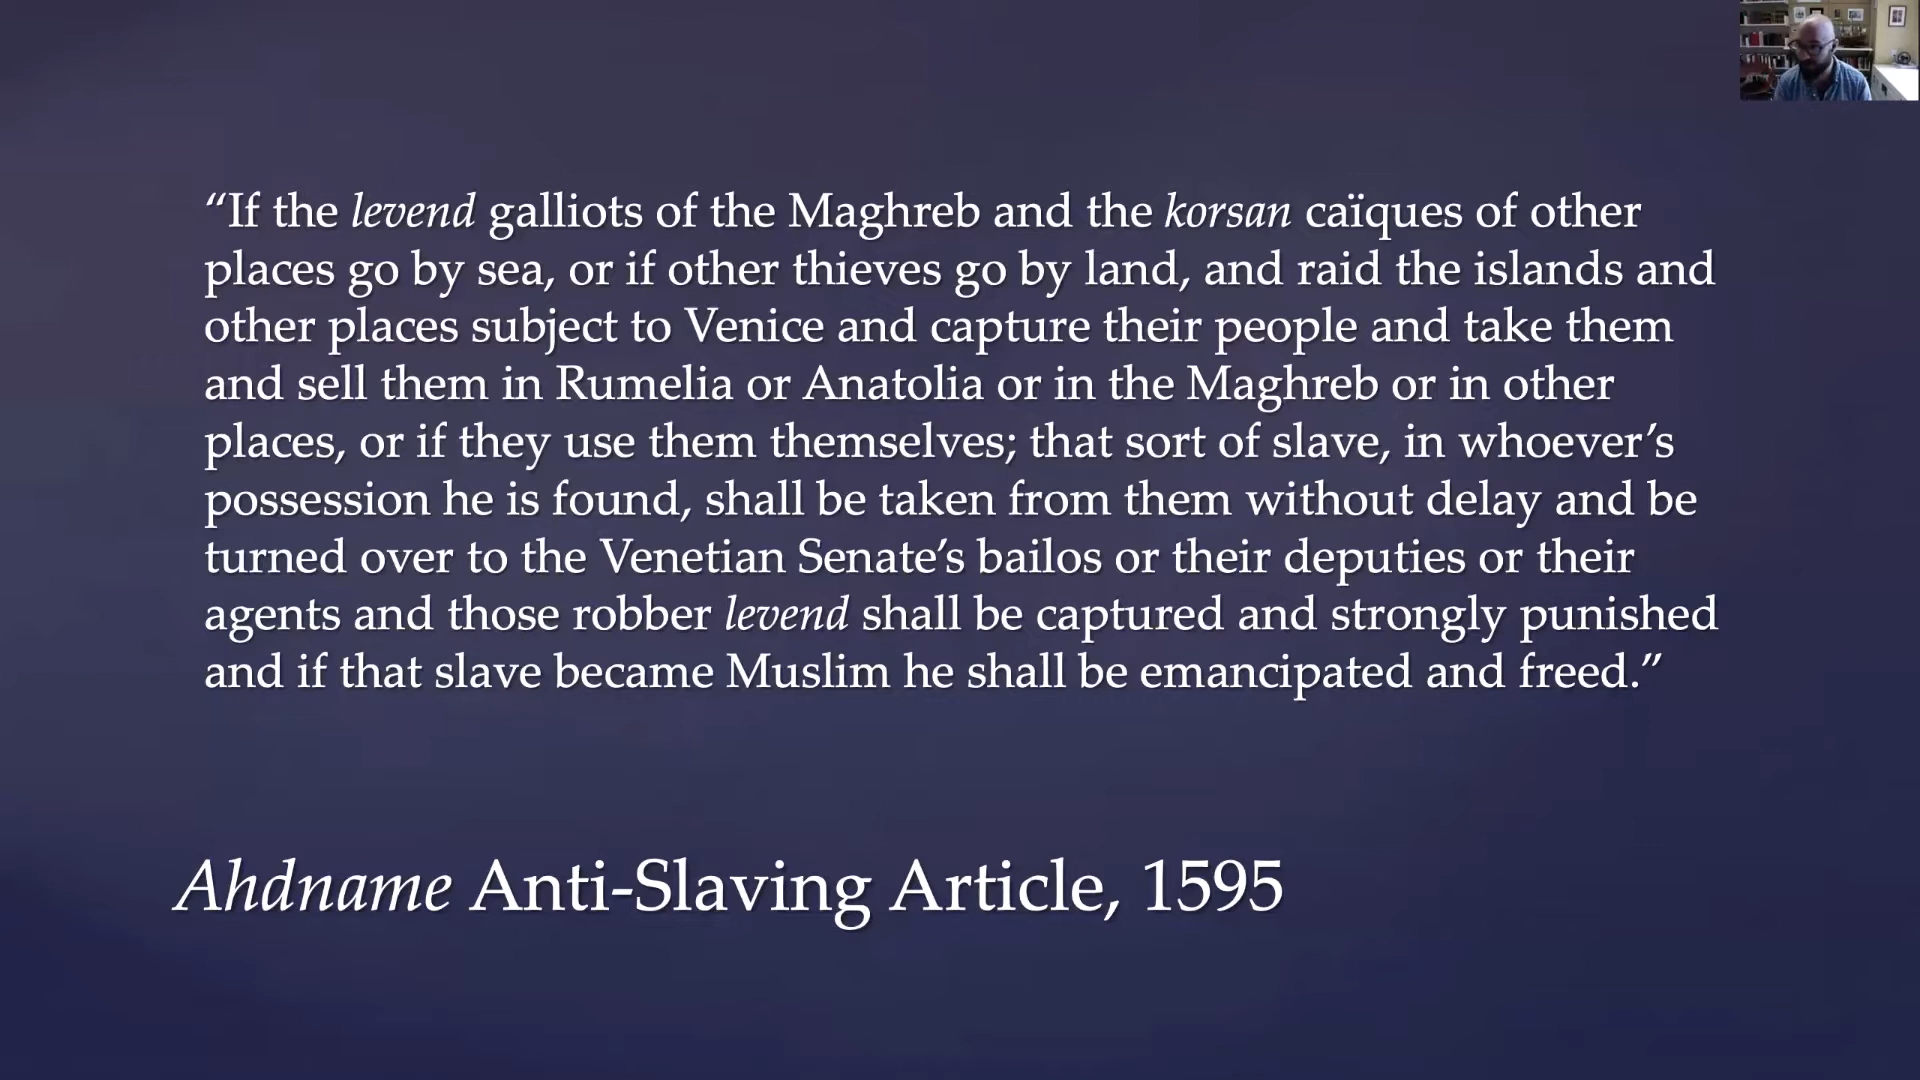 “If the levend galliots of the Maghreb and the korsan caïques of other
places go by sea, or if other thieves go by land, and raid the islands and
other places subject to Venice and capture their people and take them
and sell them in Rumelia or Anatolia or in the Maghreb or in other
places, or if they use them themselves; that sort of slave, in whoever’s
possession he is found, shall be taken from them without delay and be
turned over to the Venetian Senate’s bailos or their deputies or their
agents and those robber levend shall be captured and strongly punished
and if that slave became Muslim he shall be emancipated and freed.”
Ahdname Anti-Slaving Article, 1595